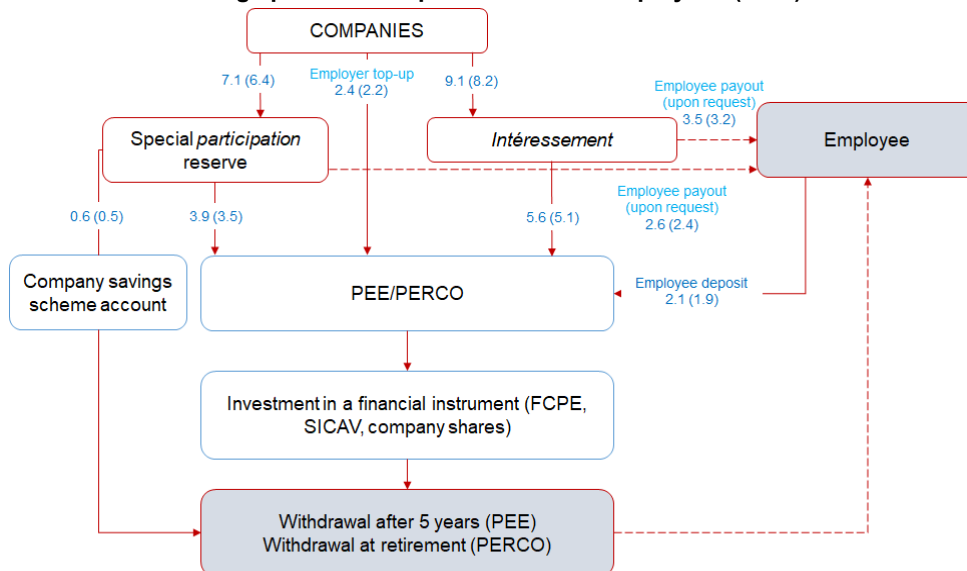 COMPANIES
7.1 (6.4)
Employer top-up
2.4 (2.2)
9.1 (8.2)
Employee payout
(upon request)
3.5 (3.2)
Special participation
reserve
Intéressement
Employee
0.6 (0.5)
3.9 (3.5)
5.6 (5.1)
Employee payout
(upon request)
2.6 (2.4)
Company savings
scheme account
PEE/PERCO
Employee deposit
2.1 (1.9)
Investment in a financial instrument (FCPE,
SICAV, company shares)
Withdrawal after 5 years (PEE)
Withdrawal at retirement (PERCO)